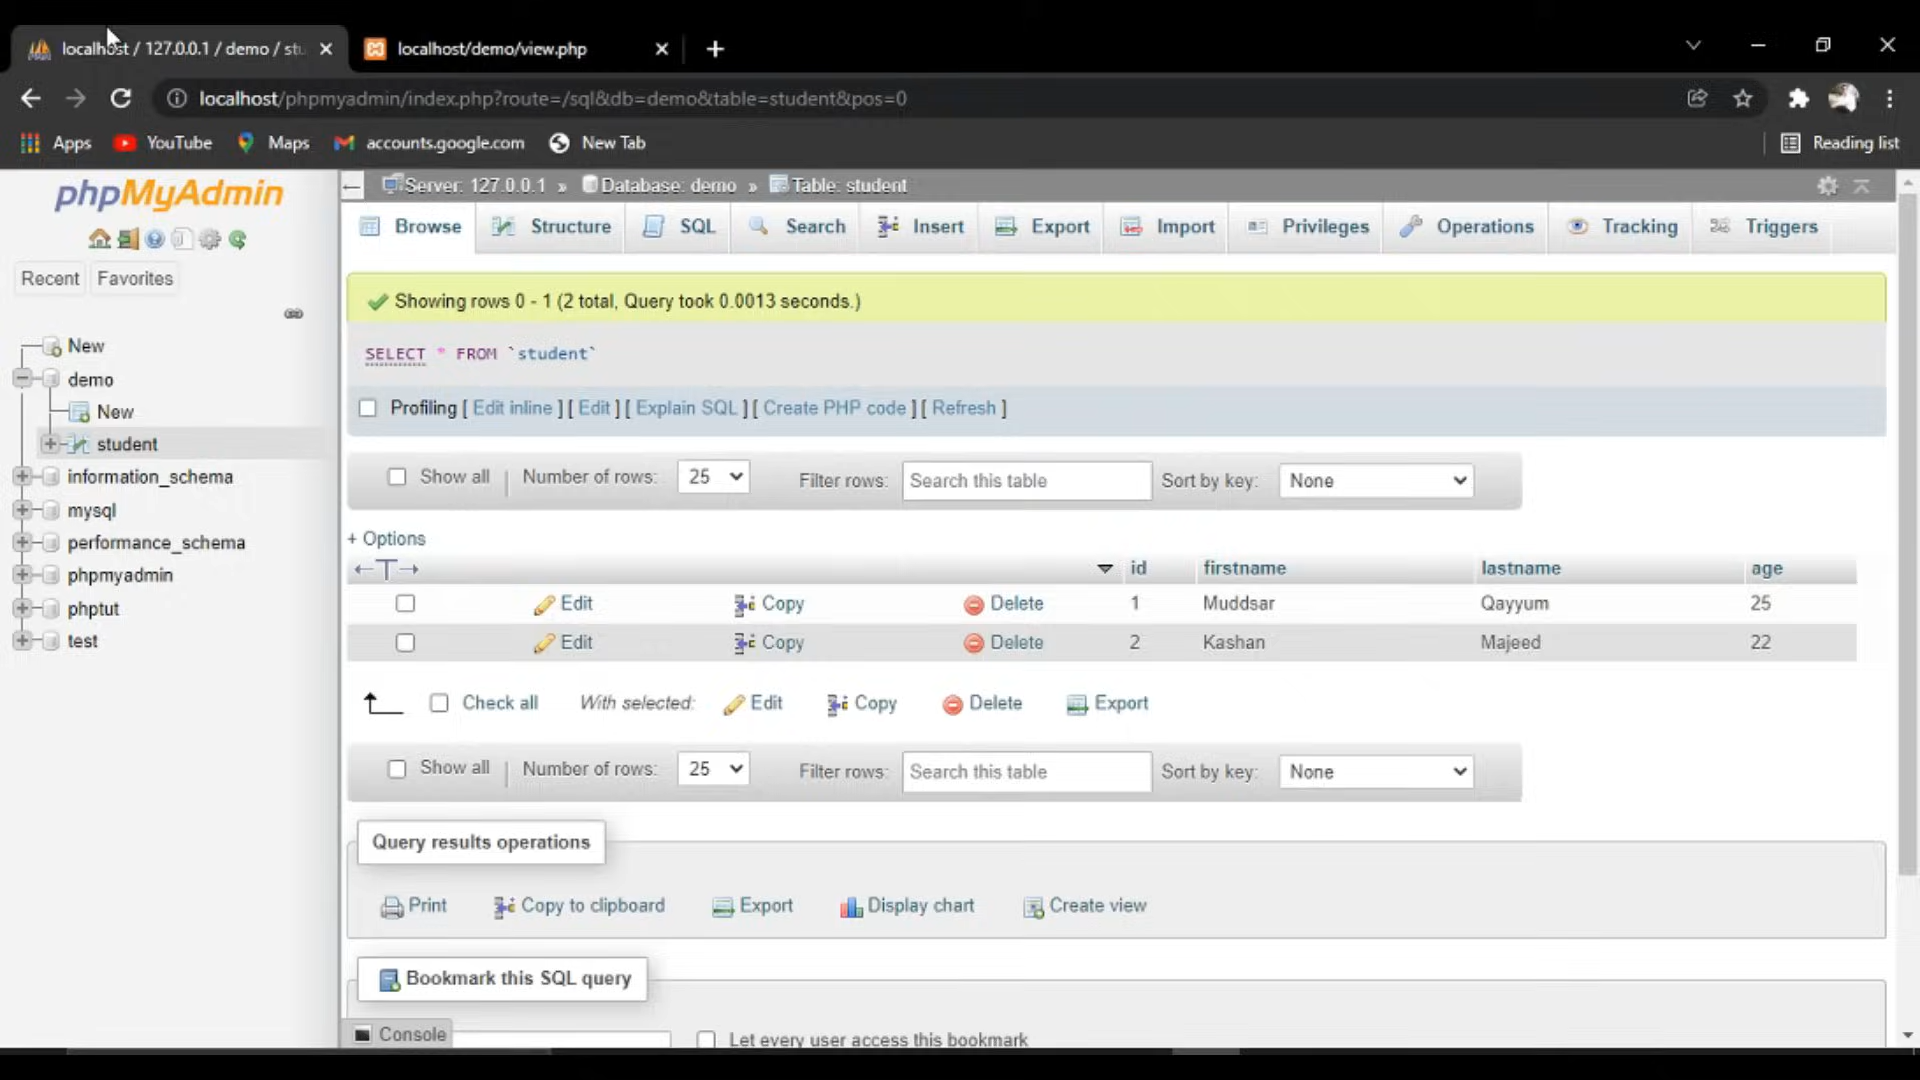 localhost / 127.0.0.1 / demo / stu
localhost/demo/view.php
localhost/phpmyadmin/index.php?route=/sql&db=demo&table=student&pos=0
Apps YouTube Maps accounts.google.com New Tab Reading list
phpMyAdmin
Recent Favorites
New
demo
New
student
information_schema
mysql
performance_schema
phpmyadmin
phptut
test
Server: 127.0.0.1 » Database: demo » Table: student
Browse Structure SQL Search Insert Export Import Privileges Operations Tracking Triggers
Showing rows 0 - 1 (2 total, Query took 0.0013 seconds.)
SELECT * FROM `student`
Profiling [ Edit inline ] [ Edit ] [ Explain SQL ] [ Create PHP code ] [ Refresh ]
Show all | Number of rows: 25 Filter rows: Search this table Sort by key: None
+ Options
←T→ id firstname lastname age
Edit Copy Delete 1 Muddsar Qayyum 25
Edit Copy Delete 2 Kashan Majeed 22
Check all With selected: Edit Copy Delete Export
Show all | Number of rows: 25 Filter rows: Search this table Sort by key: None
Query results operations
Print Copy to clipboard Export Display chart Create view
Bookmark this SQL query
Console
Let every user access this bookmark